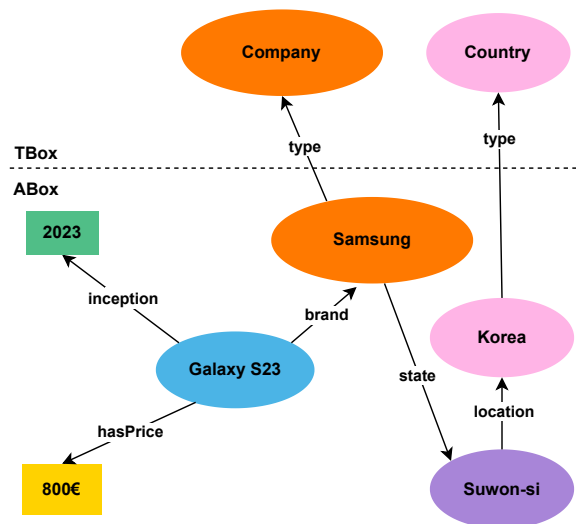 Company
Country
type
type
TBox
ABox
2023
Samsung
inception
brand
Korea
Galaxy S23
state
location
hasPrice
800€
Suwon-si